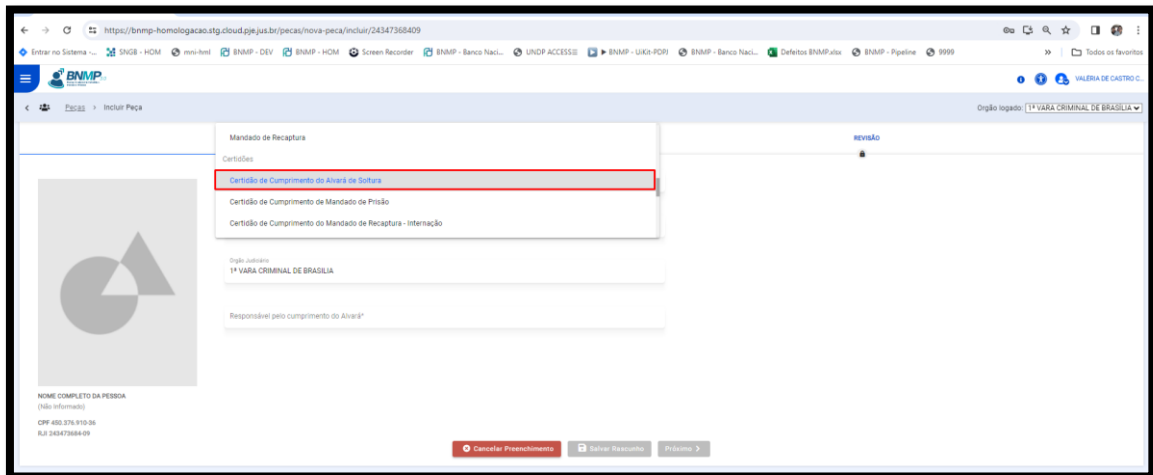 https://bnmp-homologacao.stg.cloud.pje.jus.br/pecas/nova-peca/incluir/24347368409
Entrar no Sistema -... SNGB - HOM mni-hml BNMP - DEV BNMP - HOM Screen Recorder BNMP - Banco Naci... UNDP ACCESS BNMP - UiKit-PDPJ BNMP - Banco Naci... Defeitos BNMP.xlsx BNMP - Pipeline 9999 » Todos os favoritos
BNMP VALÉRIA DE CASTRO C...
Peças Incluir Peça Orgão logado: 1ª VARA CRIMINAL DE BRASÍLIA
Mandado de Recaptura
REVISÃO
Certidões
Certidão de Cumprimento do Alvará de Soltura
Certidão de Cumprimento de Mandado de Prisão
Certidão de Cumprimento do Mandado de Recaptura - Internação
Orgão Judiciário
1ª VARA CRIMINAL DE BRASILIA
Responsável pelo cumprimento do Alvará*
NOME COMPLETO DA PESSOA
(Não Informado)
CPF 450.376.910-36
RJI: 243473684-09
Cancelar Preenchimento Salvar Rascunho Próximo >